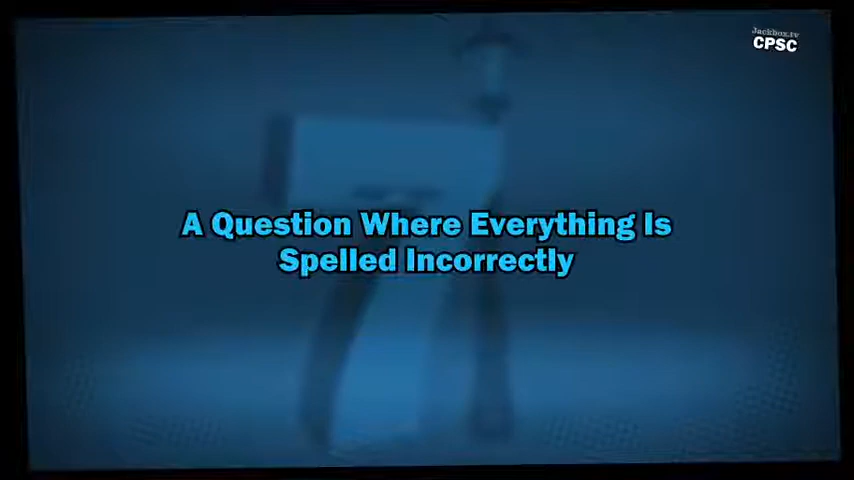 Jackbox.tv
CPSC
A Question Where Everything Is
Spelled Incorrectly